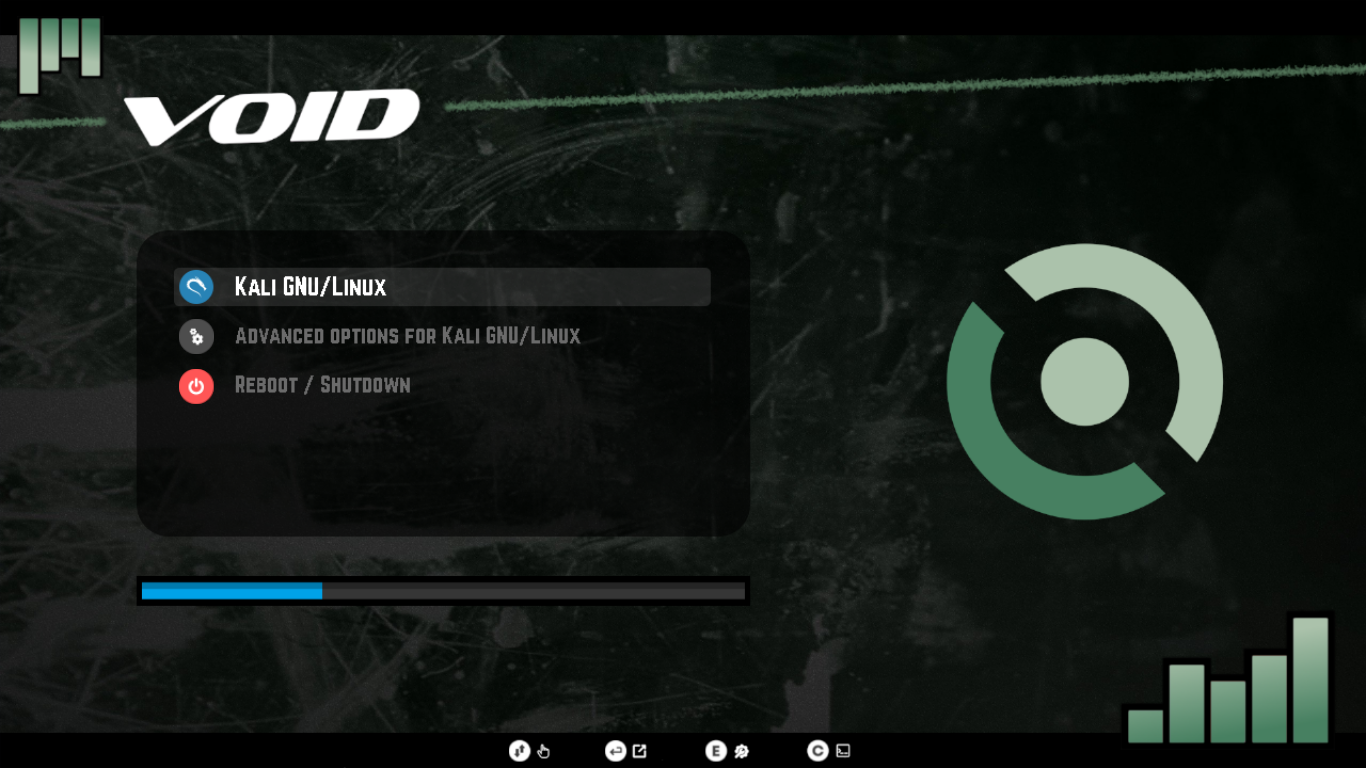 VOID
Kali GNU/Linux
Advanced options for Kali GNU/Linux
Reboot / Shutdown
E C